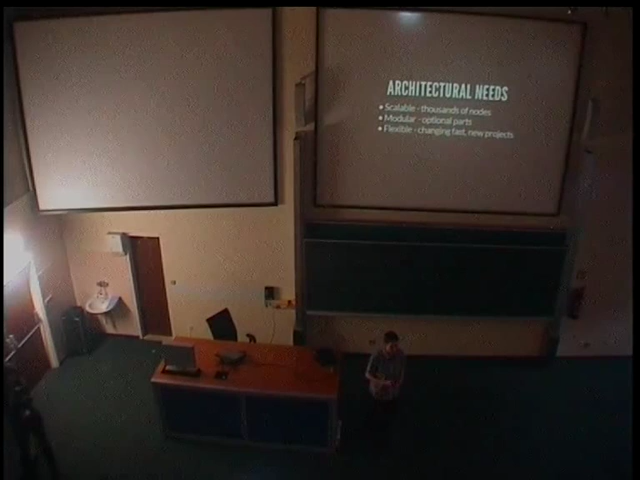 ARCHITECTURAL NEEDS
• Scalable - thousands of nodes
• Modular - optional parts
• Flexible - changing fast, new projects